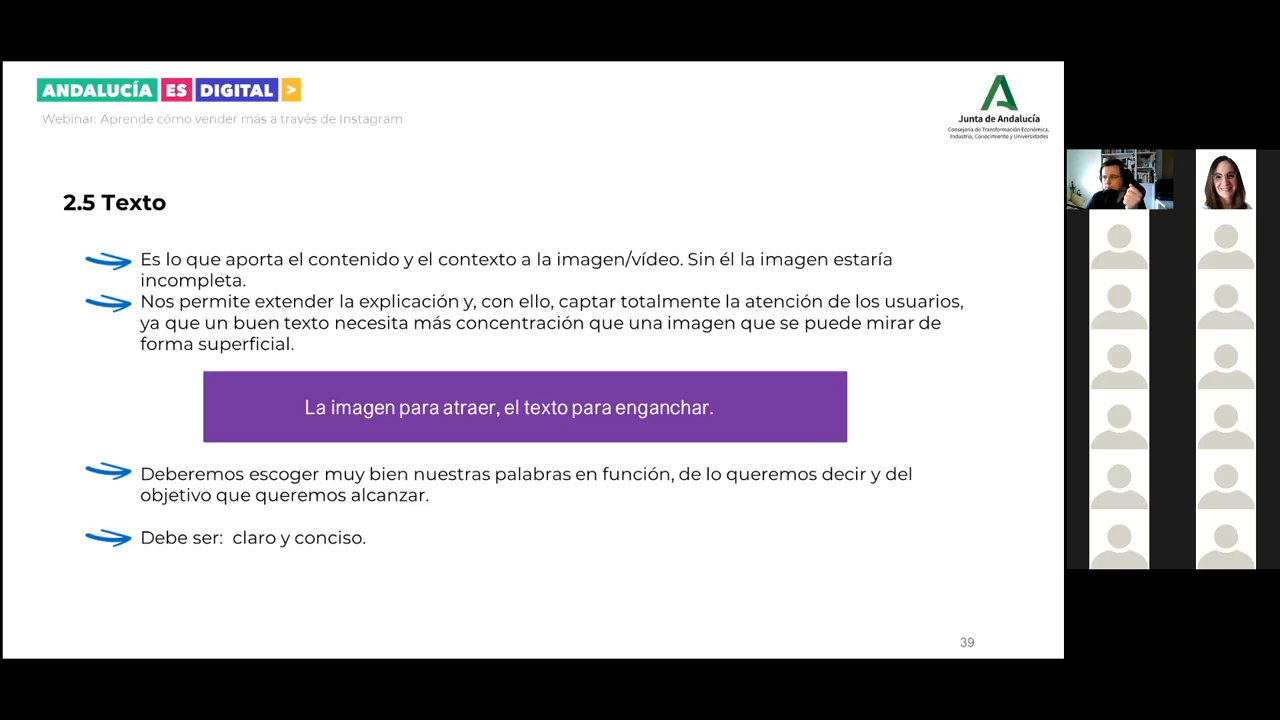 ANDALUCÍA ES DIGITAL >
Webinar: Aprende cómo vender más a través de Instagram
Junta de Andalucía
Consejería de Transformación Económica,
Industria, Conocimiento y Universidades
2.5 Texto
Es lo que aporta el contenido y el contexto a la imagen/vídeo. Sin él la imagen estaría
incompleta.
Nos permite extender la explicación y, con ello, captar totalmente la atención de los usuarios,
ya que un buen texto necesita más concentración que una imagen que se puede mirar de
forma superficial.
La imagen para atraer, el texto para enganchar.
Deberemos escoger muy bien nuestras palabras en función, de lo queremos decir y del
objetivo que queremos alcanzar.
Debe ser:  claro y conciso.
39